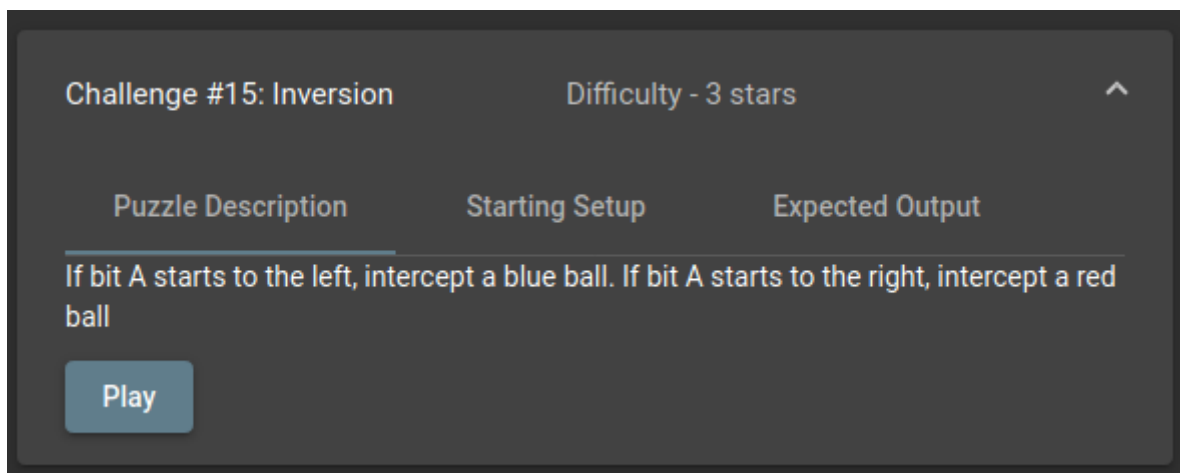 Challenge #15: Inversion Difficulty - 3 stars
Puzzle Description Starting Setup Expected Output
If bit A starts to the left, intercept a blue ball. If bit A starts to the right, intercept a red
ball
Play